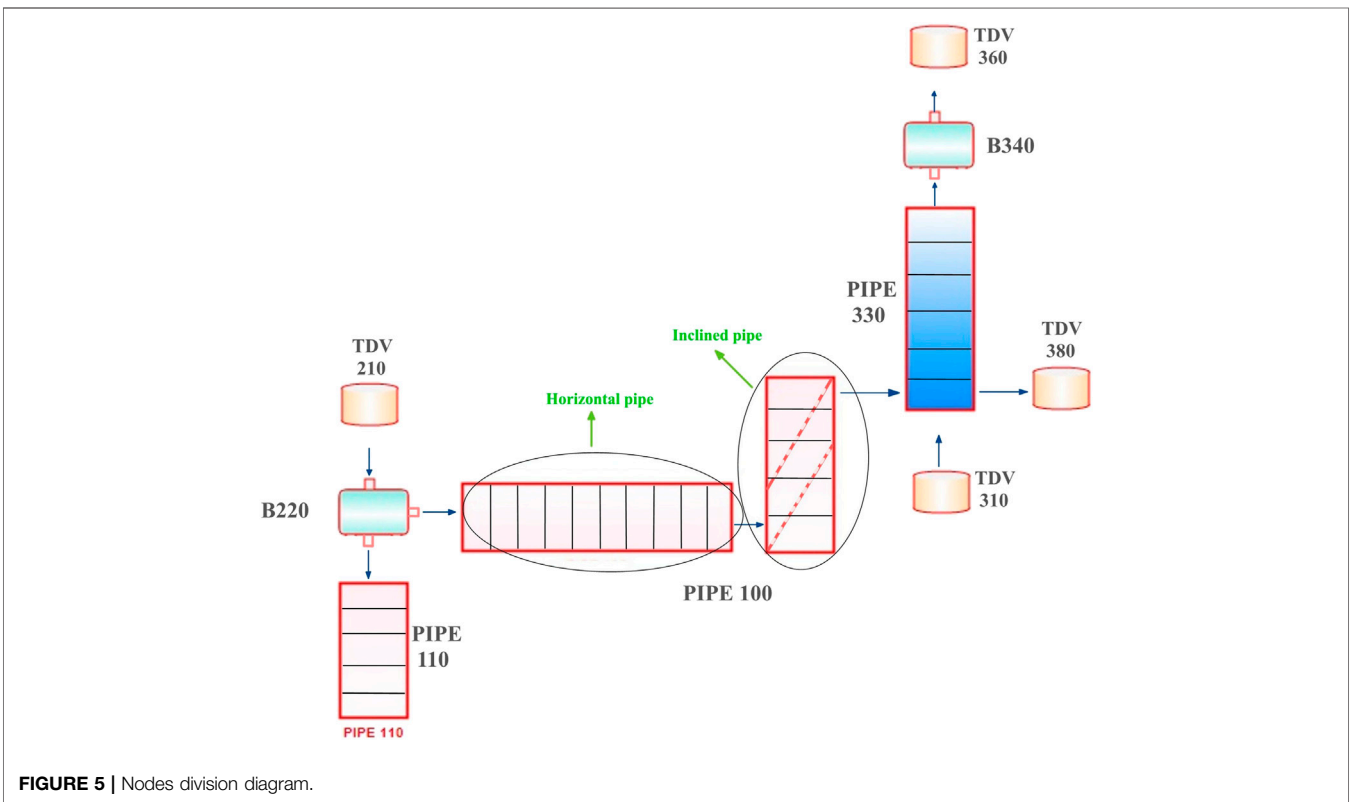 TDV
360
B340
PIPE
330
Inclined pipe
TDV
380
TDV
210
Horizontal pipe
TDV
310
B220
PIPE 100
PIPE
110
PIPE 110
FIGURE 5 | Nodes division diagram.